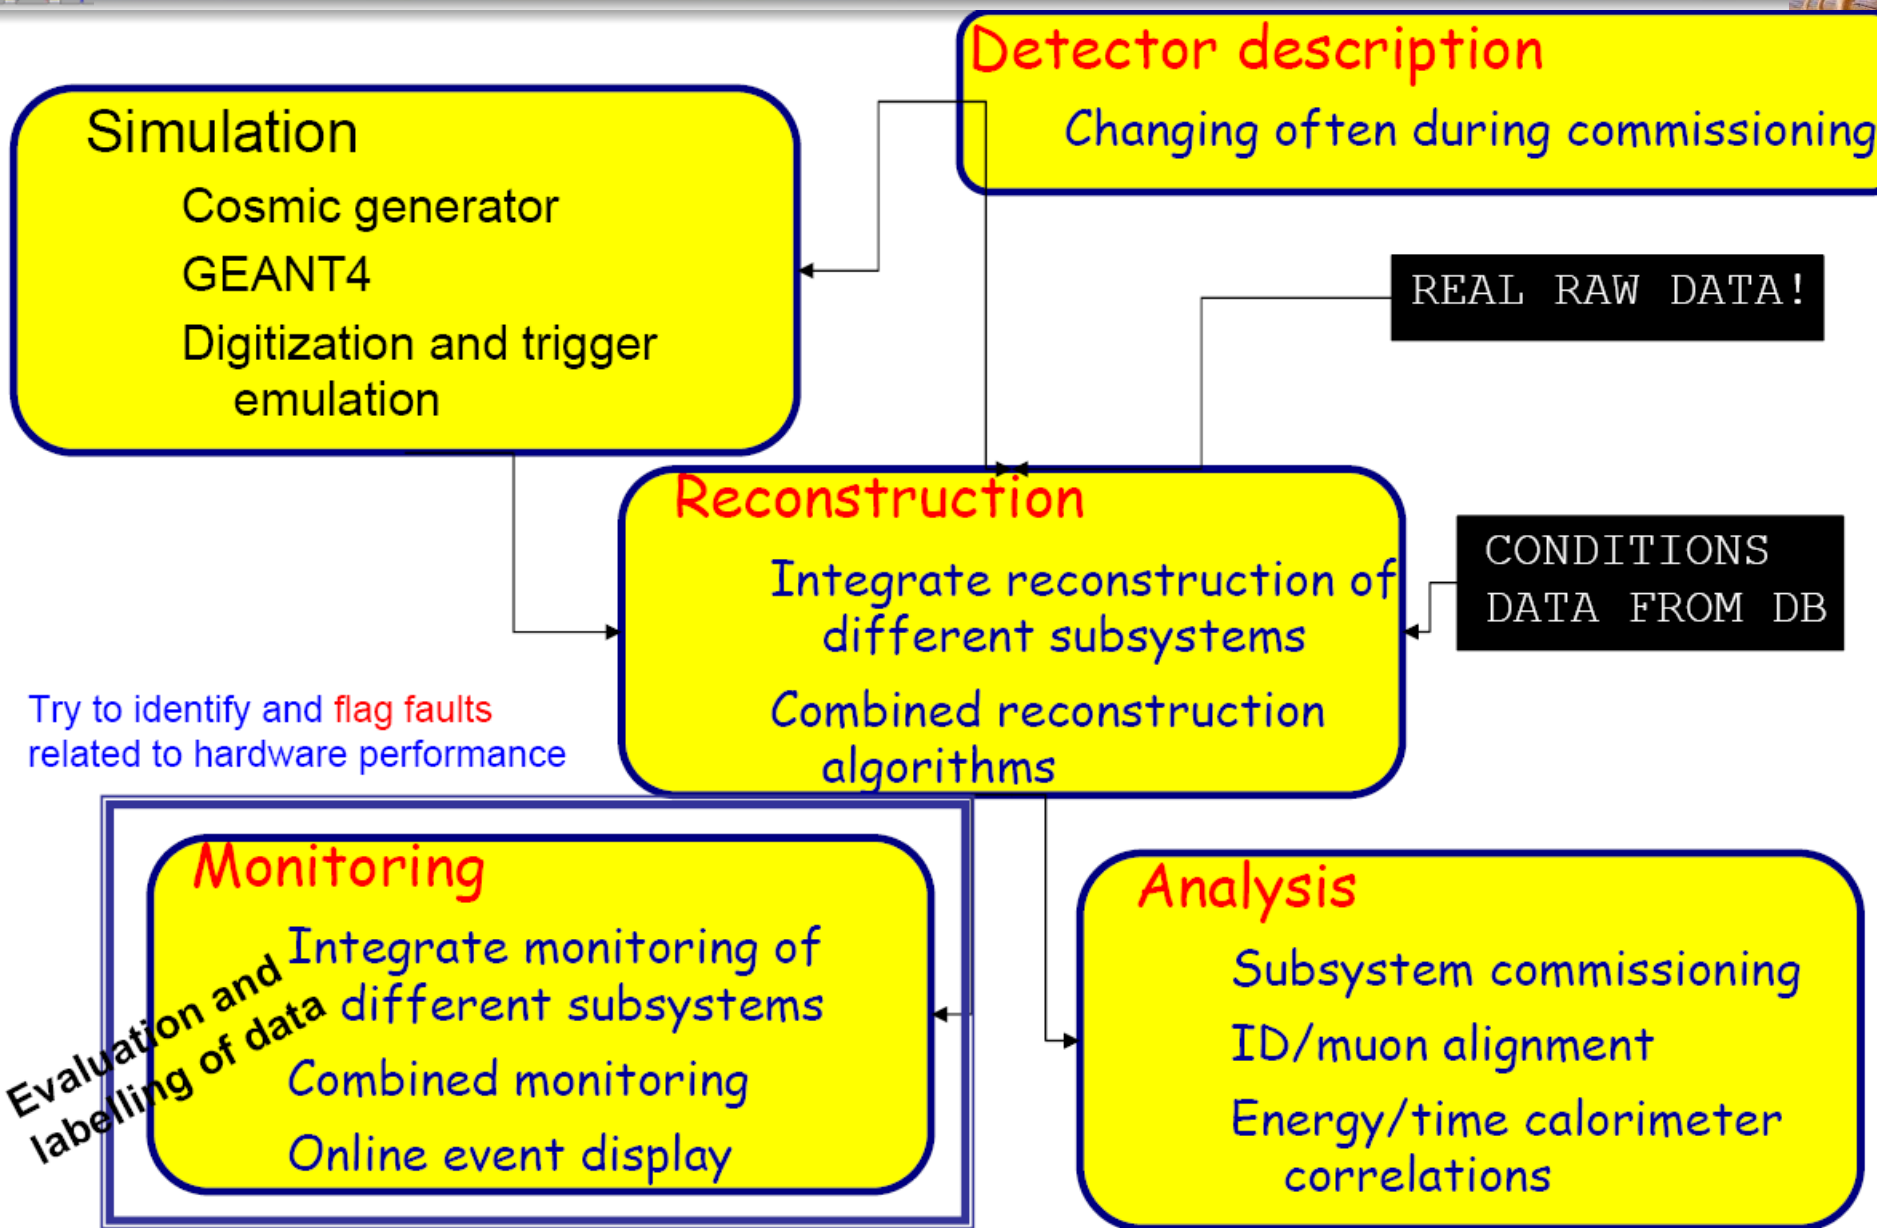 Detector description
Changing often during commissioning
Simulation
Cosmic generator
GEANT4
Digitization and trigger
emulation
REAL RAW DATA!
Reconstruction
Integrate reconstruction of
different subsystems
Combined reconstruction
algorithms
CONDITIONS
DATA FROM DB
Try to identify and flag faults
related to hardware performance
Monitoring
Integrate monitoring of
different subsystems
Combined monitoring
Online event display
Evaluation and
labelling of data
Analysis
Subsystem commissioning
ID/muon alignment
Energy/time calorimeter
correlations